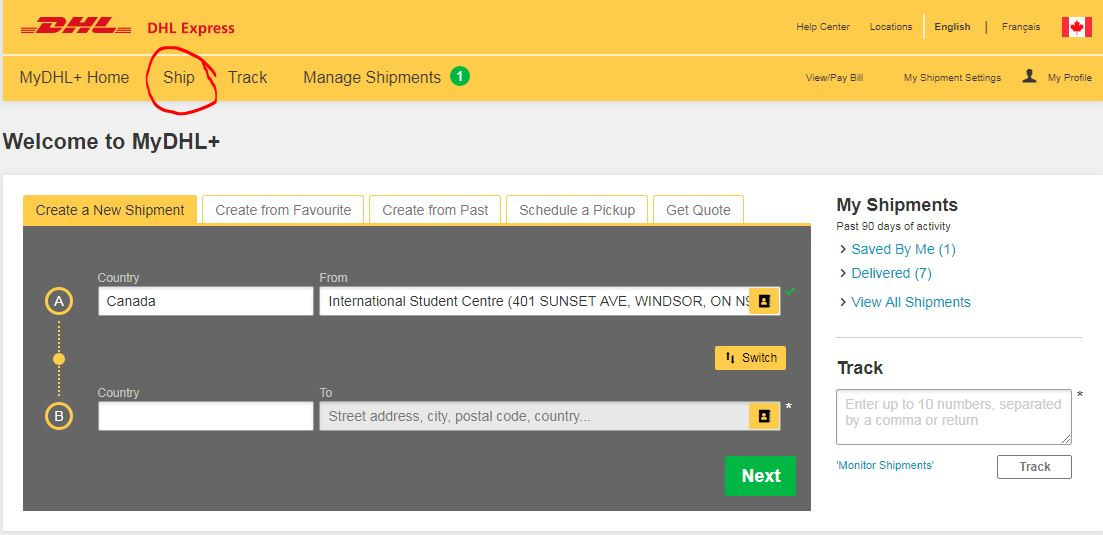 DHL DHL Express
Help Center Locations English | Français
MyDHL+ Home Ship Track Manage Shipments 1
View/Pay Bill My Shipment Settings My Profile
Welcome to MyDHL+
Create a New Shipment Create from Favourite Create from Past Schedule a Pickup Get Quote
Country From
A Canada International Student Centre (401 SUNSET AVE, WINDSOR, ON N9
Switch
Country To
B Street address, city, postal code, country... *
Next
My Shipments
Past 90 days of activity
Saved By Me (1)
Delivered (7)
View All Shipments
Track
Enter up to 10 numbers, separated *
by a comma or return
'Monitor Shipments' Track